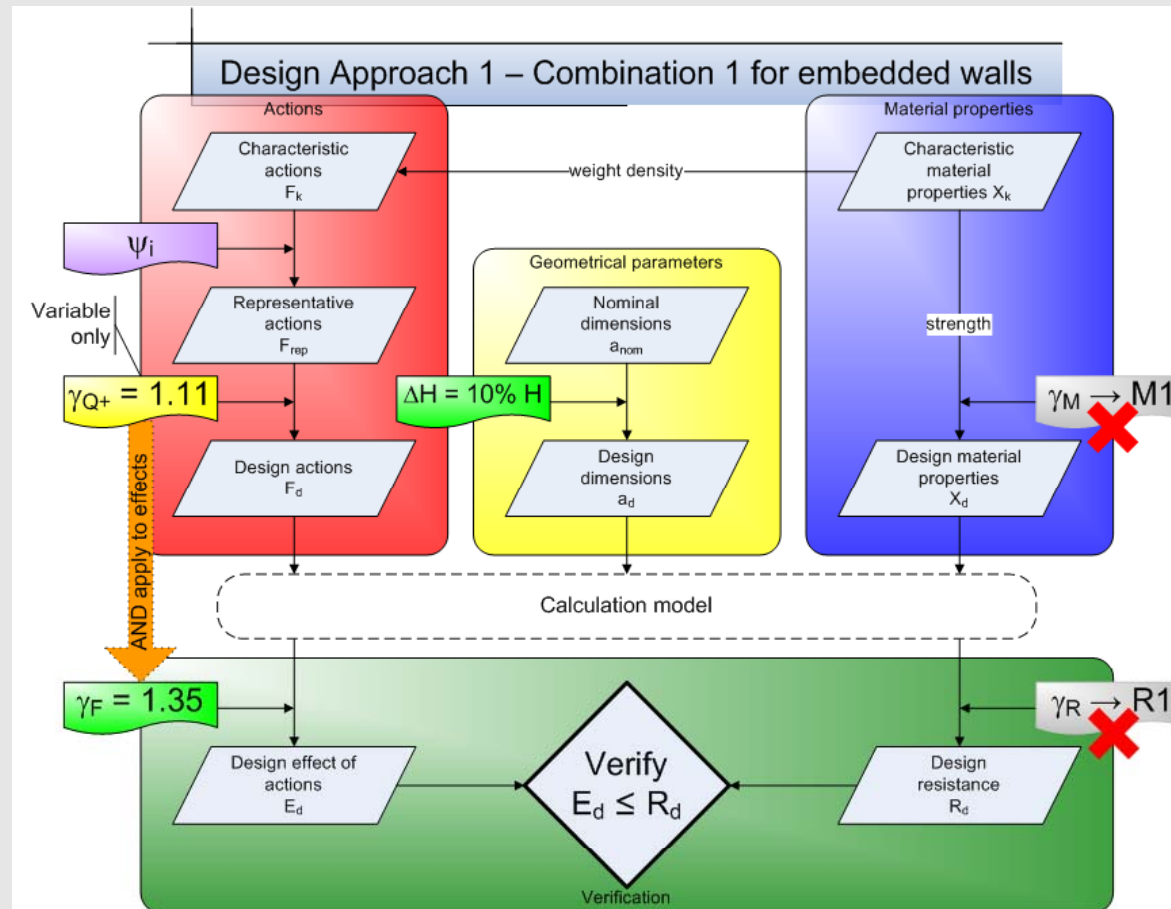 Design Approach 1 – Combination 1 for embedded walls
Actions
Material properties
Characteristic
actions
Fk
weight density
Characteristic
material
properties Xk
ψi
Geometrical parameters
Variable
only
Representative
actions
Frep
Nominal
dimensions
anom
strength
γQ+ = 1.11
ΔH = 10% H
γM → M1
Design actions
Fd
Design
dimensions
ad
Design material
properties
Xd
AND apply to effects
Calculation model
γF = 1.35
γR → R1
Design effect of
actions
Ed
Verify
Ed ≤ Rd
Design
resistance
Rd
Verification